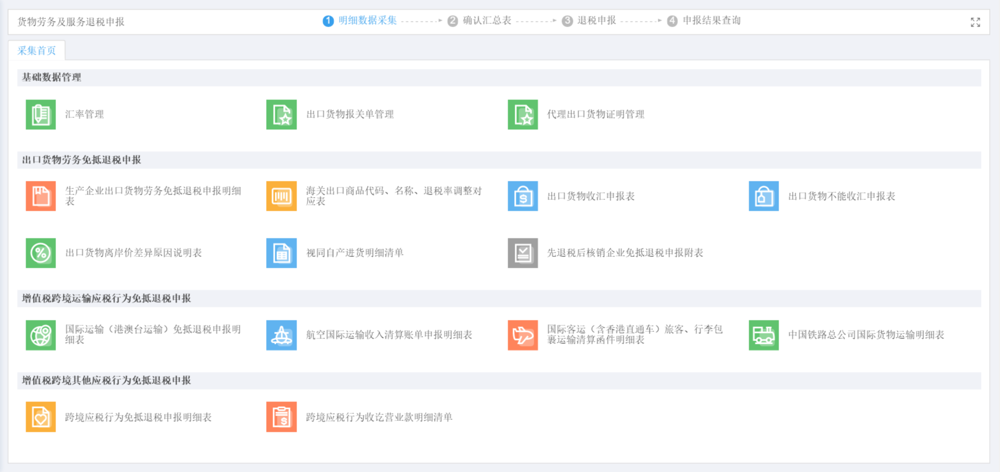 货物劳务及服务退税申报
1 明细数据采集 2 确认汇总表 3 退税申报 4 申报结果查询
采集首页
基础数据管理
汇率管理
出口货物报关单管理
代理出口货物证明管理
出口货物劳务免抵退税申报
生产企业出口货物劳务免抵退税申报明细
表
海关出口商品代码、名称、退税率调整对
应表
出口货物收汇申报表
出口货物不能收汇申报表
出口货物离岸价差异原因说明表
视同自产进货明细清单
先退税后核销企业免抵退税申报附表
增值税跨境运输应税行为免抵退税申报
国际运输（港澳台运输）免抵退税申报明
细表
航空国际运输收入清算账单申报明细表
国际客运（含香港直通车）旅客、行李包
裹运输清算函件明细表
中国铁路总公司国际货物运输明细表
增值税跨境其他应税行为免抵退税申报
跨境应税行为免抵退税申报明细表
跨境应税行为收讫营业款明细清单